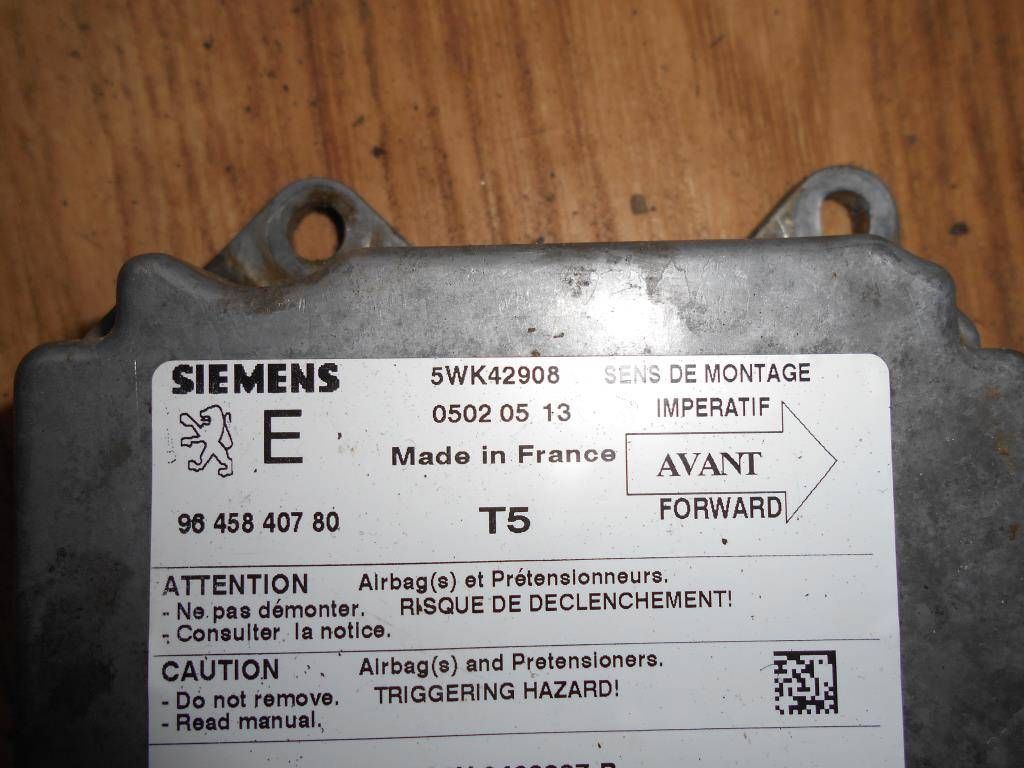 SIEMENS
5WK42908
SENS DE MONTAGE
IMPERATIF
E
0502 05 13
Made in France
AVANT
FORWARD
96 458 407 80
T5
ATTENTION Airbag(s) et Prétensionneurs.
- Ne pas démonter. RISQUE DE DECLENCHEMENT!
- Consulter la notice.
CAUTION Airbag(s) and Pretensioners.
- Do not remove. TRIGGERING HAZARD!
- Read manual.